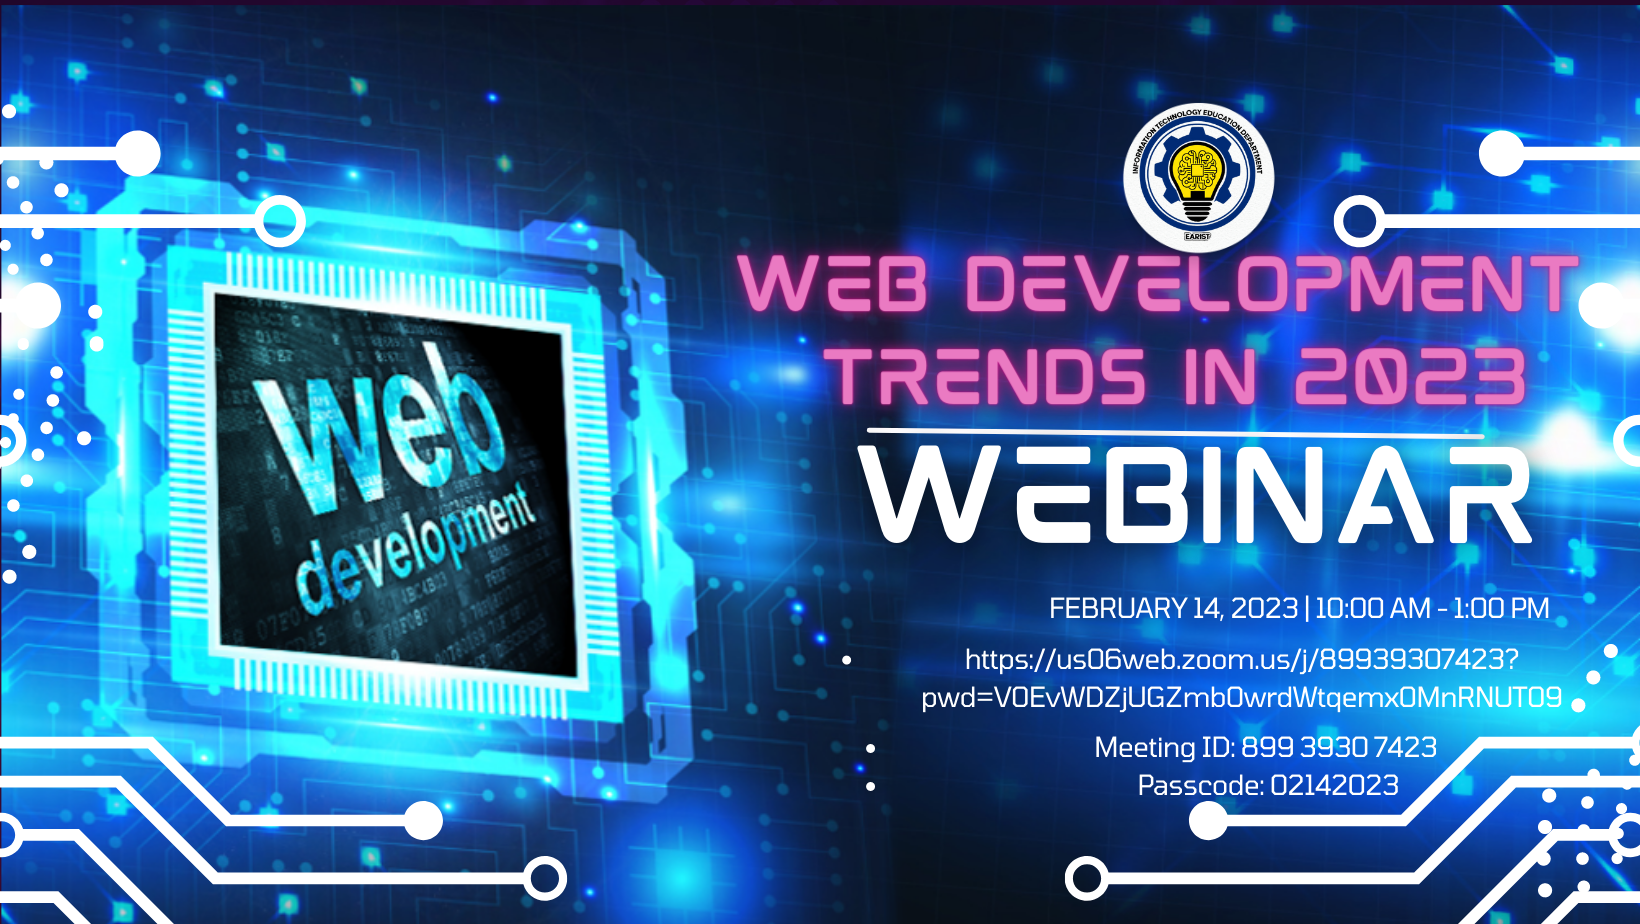 web
development
INFORMATION TECHNOLOGY EDUCATION DEPARTMENT
EARIST
WEB DEVELOPMENT
TRENDS IN 2023
WEBINAR
FEBRUARY 14, 2023 | 10:00 AM - 1:00 PM
https://us06web.zoom.us/j/89939307423?
pwd=V0EvWDZjUGZmb0wrdWtqemx0MnRNUT09
Meeting ID: 899 3930 7423
Passcode: 02142023